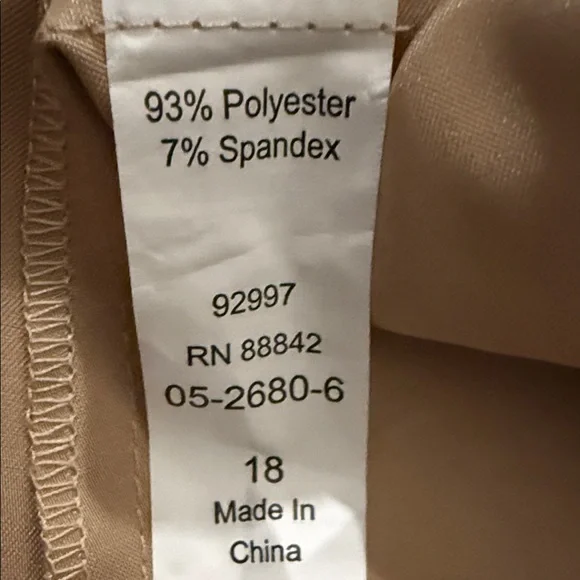 93% Polyester
7% Spandex
92997
RN 88842
05-2680-6
18
Made In
China